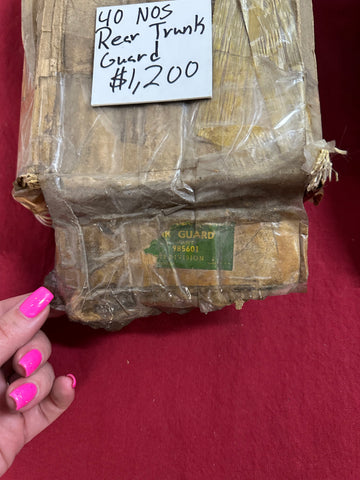 40 NOS
Rear Trunk
Guard
$1,200
GUARD
985601